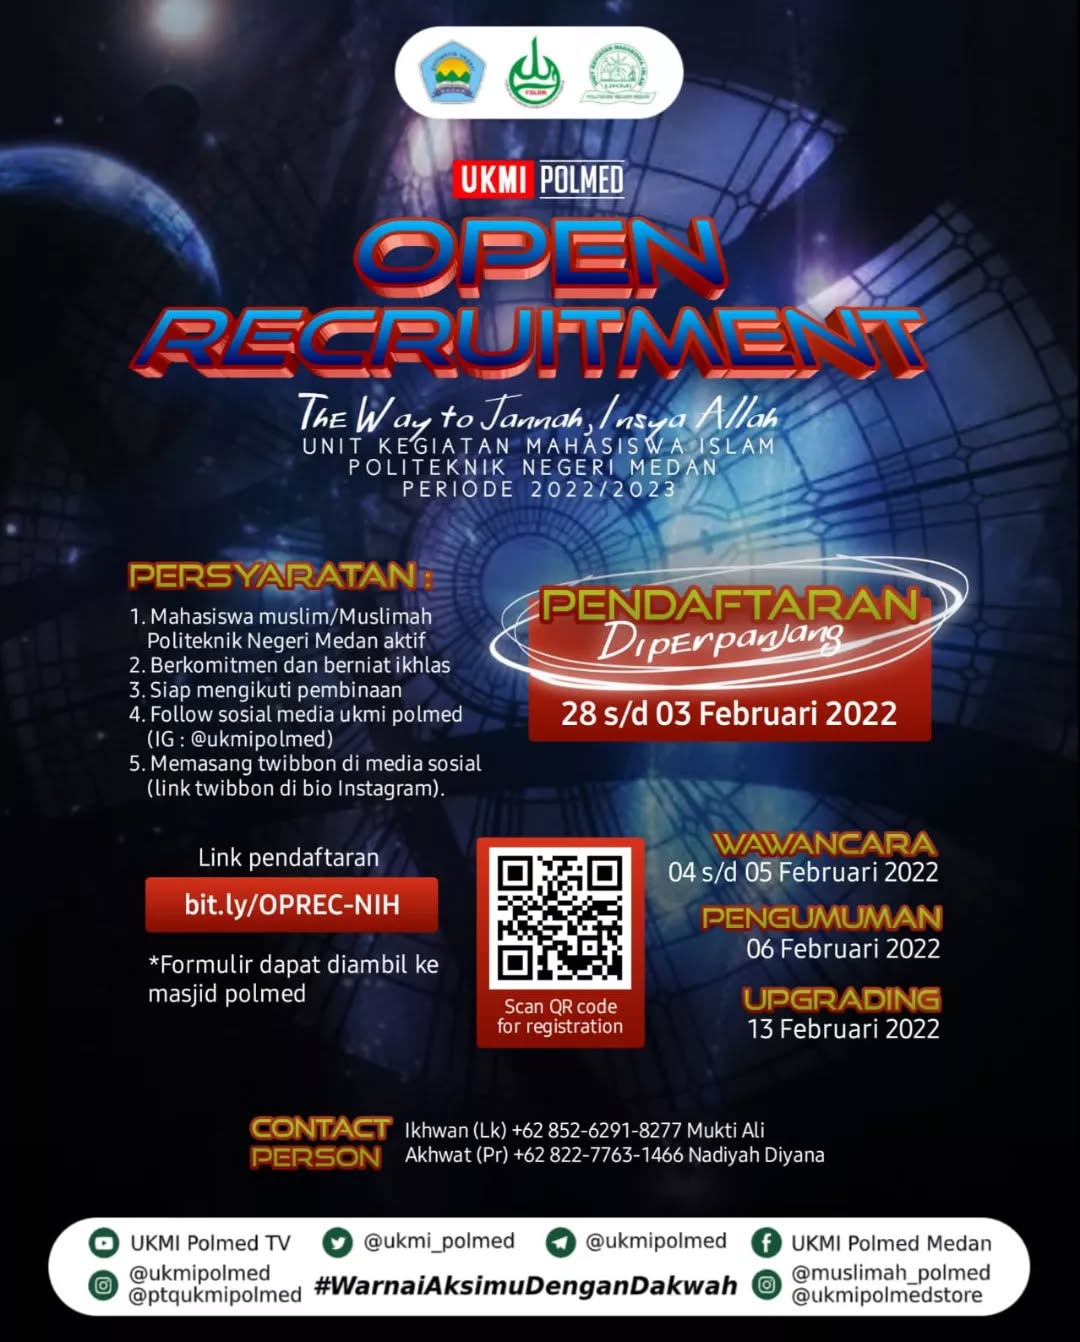 UKMI POLMED
OPEN
RECRUITMENT
The Way to Jannah, Insya Allah
UNIT KEGIATAN MAHASISWA ISLAM
POLITEKNIK NEGERI MEDAN
PERIODE 2022/2023
PERSYARATAN :
1. Mahasiswa muslim/Muslimah
Politeknik Negeri Medan aktif
2. Berkomitmen dan berniat ikhlas
3. Siap mengikuti pembinaan
4. Follow sosial media ukmi polmed
(IG : @ukmipolmed)
5. Memasang twibbon di media sosial
(link twibbon di bio Instagram).
PENDAFTARAN
Diperpanjang
28 s/d 03 Februari 2022
Link pendaftaran
bit.ly/OPREC-NIH
*Formulir dapat diambil ke
masjid polmed
Scan QR code
for registration
WAWANCARA
04 s/d 05 Februari 2022
PENGUMUMAN
06 Februari 2022
UPGRADING
13 Februari 2022
CONTACT
PERSON
Ikhwan (Lk) +62 852-6291-8277 Mukti Ali
Akhwat (Pr) +62 822-7763-1466 Nadiyah Diyana
UKMI Polmed TV
@ukmi_polmed
@ukmipolmed
UKMI Polmed Medan
@ukmipolmed
@ptqukmipolmed
#WarnaiAksimuDenganDakwah
@muslimah_polmed
@ukmipolmedstore